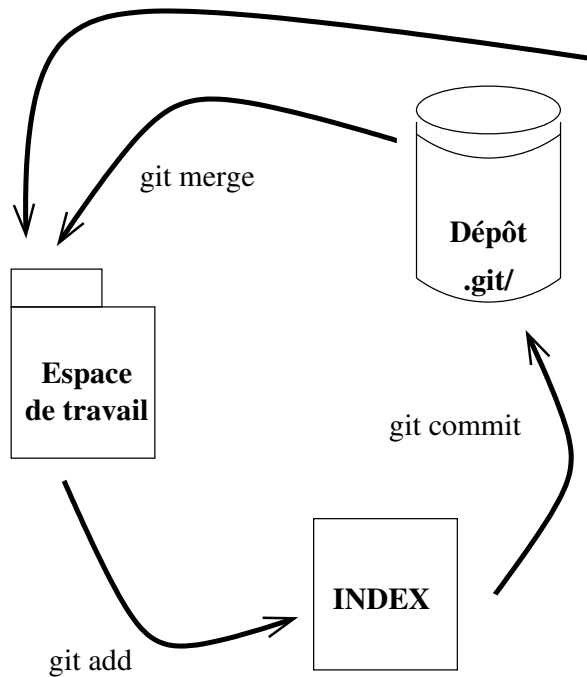 git merge
Dépôt
.git/
Espace
de travail
git commit
INDEX
git add